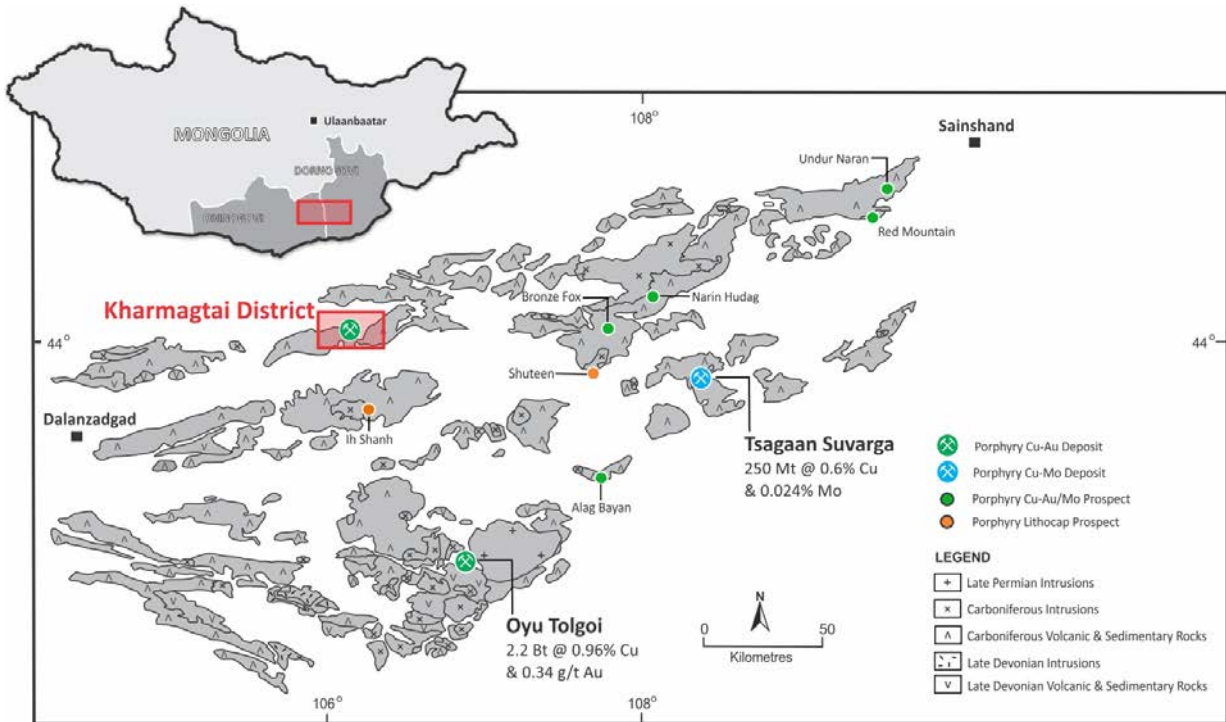 MONGOLIA
Ulaanbaatar
DORNOGOVI
OMNINGOVI
108°
Sainshand
Undur Naran
Red Mountain
Bronze Fox
Narin Hudag
Kharmagtai District
44°
44°
Shuteen
Dalanzadgad
Ih Shanh
Tsagaan Suvarga
250 Mt @ 0.6% Cu
& 0.024% Mo
Alag Bayan
Oyu Tolgoi
2.2 Bt @ 0.96% Cu
& 0.34 g/t Au
N
0 50
Kilometres
Porphyry Cu-Au Deposit
Porphyry Cu-Mo Deposit
Porphyry Cu-Au/Mo Prospect
Porphyry Lithocap Prospect
LEGEND
Late Permian Intrusions
Carboniferous Intrusions
Carboniferous Volcanic & Sedimentary Rocks
Late Devonian Intrusions
Late Devonian Volcanic & Sedimentary Rocks
106°
108°